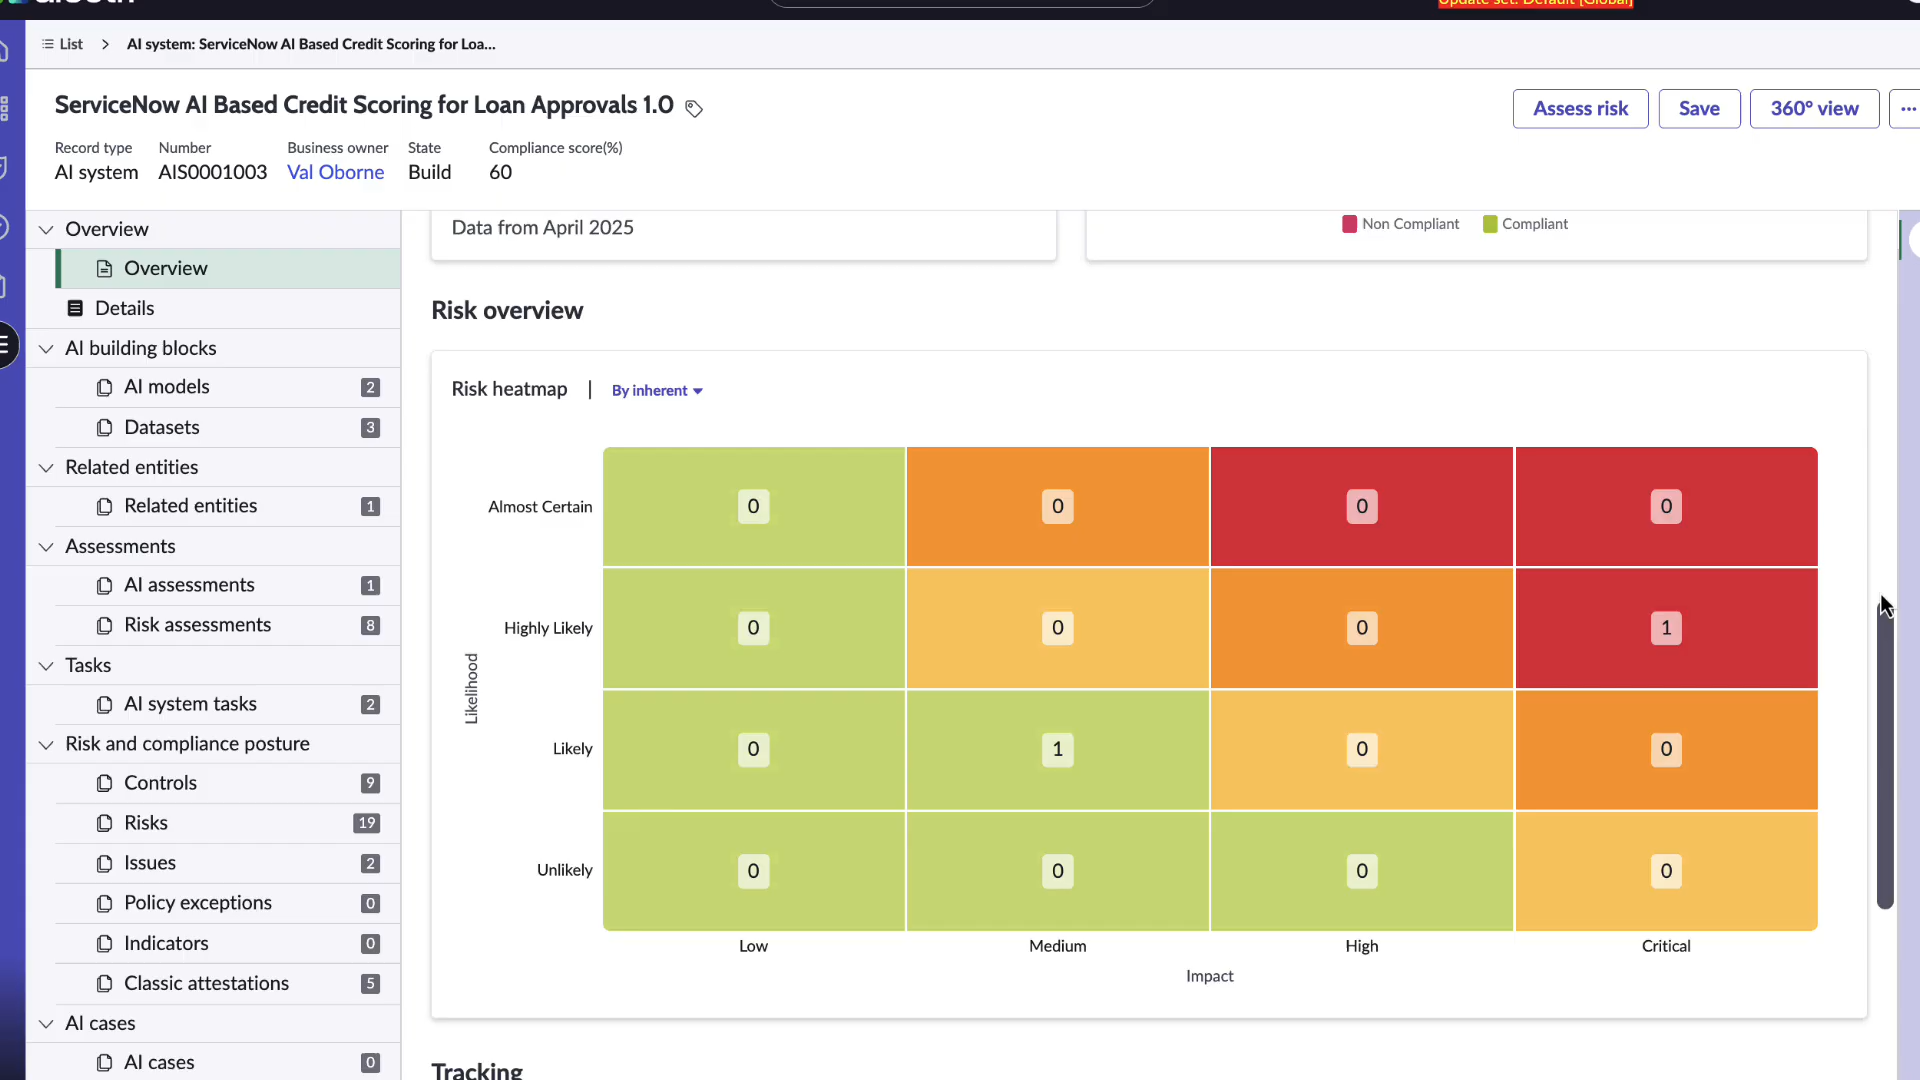 Update set: Default [Global]
List > AI system: ServiceNow AI Based Credit Scoring for Loa...
ServiceNow AI Based Credit Scoring for Loan Approvals 1.0
Assess risk
Save
360° view
Record type Number Business owner State Compliance score(%)
AI system AIS0001003 Val Oborne Build 60
Overview
Overview
Details
AI building blocks
AI models 2
Datasets 3
Related entities
Related entities 1
Assessments
AI assessments 1
Risk assessments 8
Tasks
AI system tasks 2
Risk and compliance posture
Controls 9
Risks 19
Issues 2
Policy exceptions 0
Indicators 0
Classic attestations 5
AI cases
AI cases 0
Data from April 2025
Non Compliant Compliant
Risk overview
Risk heatmap | By inherent
Likelihood
Almost Certain 0 0 0 0
Highly Likely 0 0 0 1
Likely 0 1 0 0
Unlikely 0 0 0 0
Low Medium High Critical
Impact
Tracking